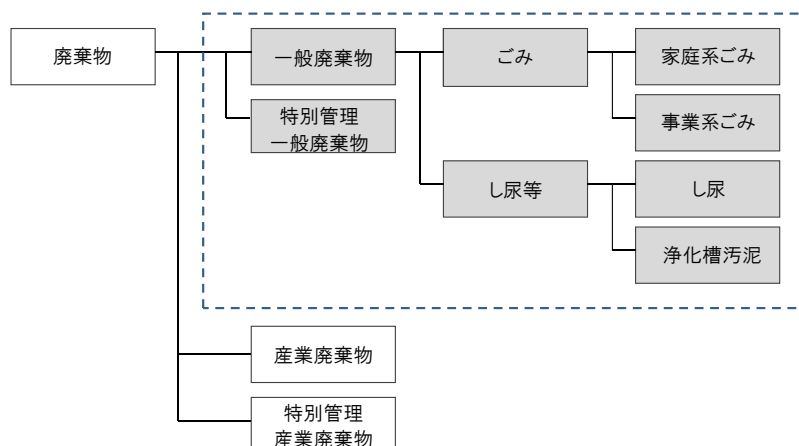 廃棄物
一般廃棄物
ごみ
家庭系ごみ
特別管理
一般廃棄物
事業系ごみ
し尿等
し尿
浄化槽汚泥
産業廃棄物
特別管理
産業廃棄物